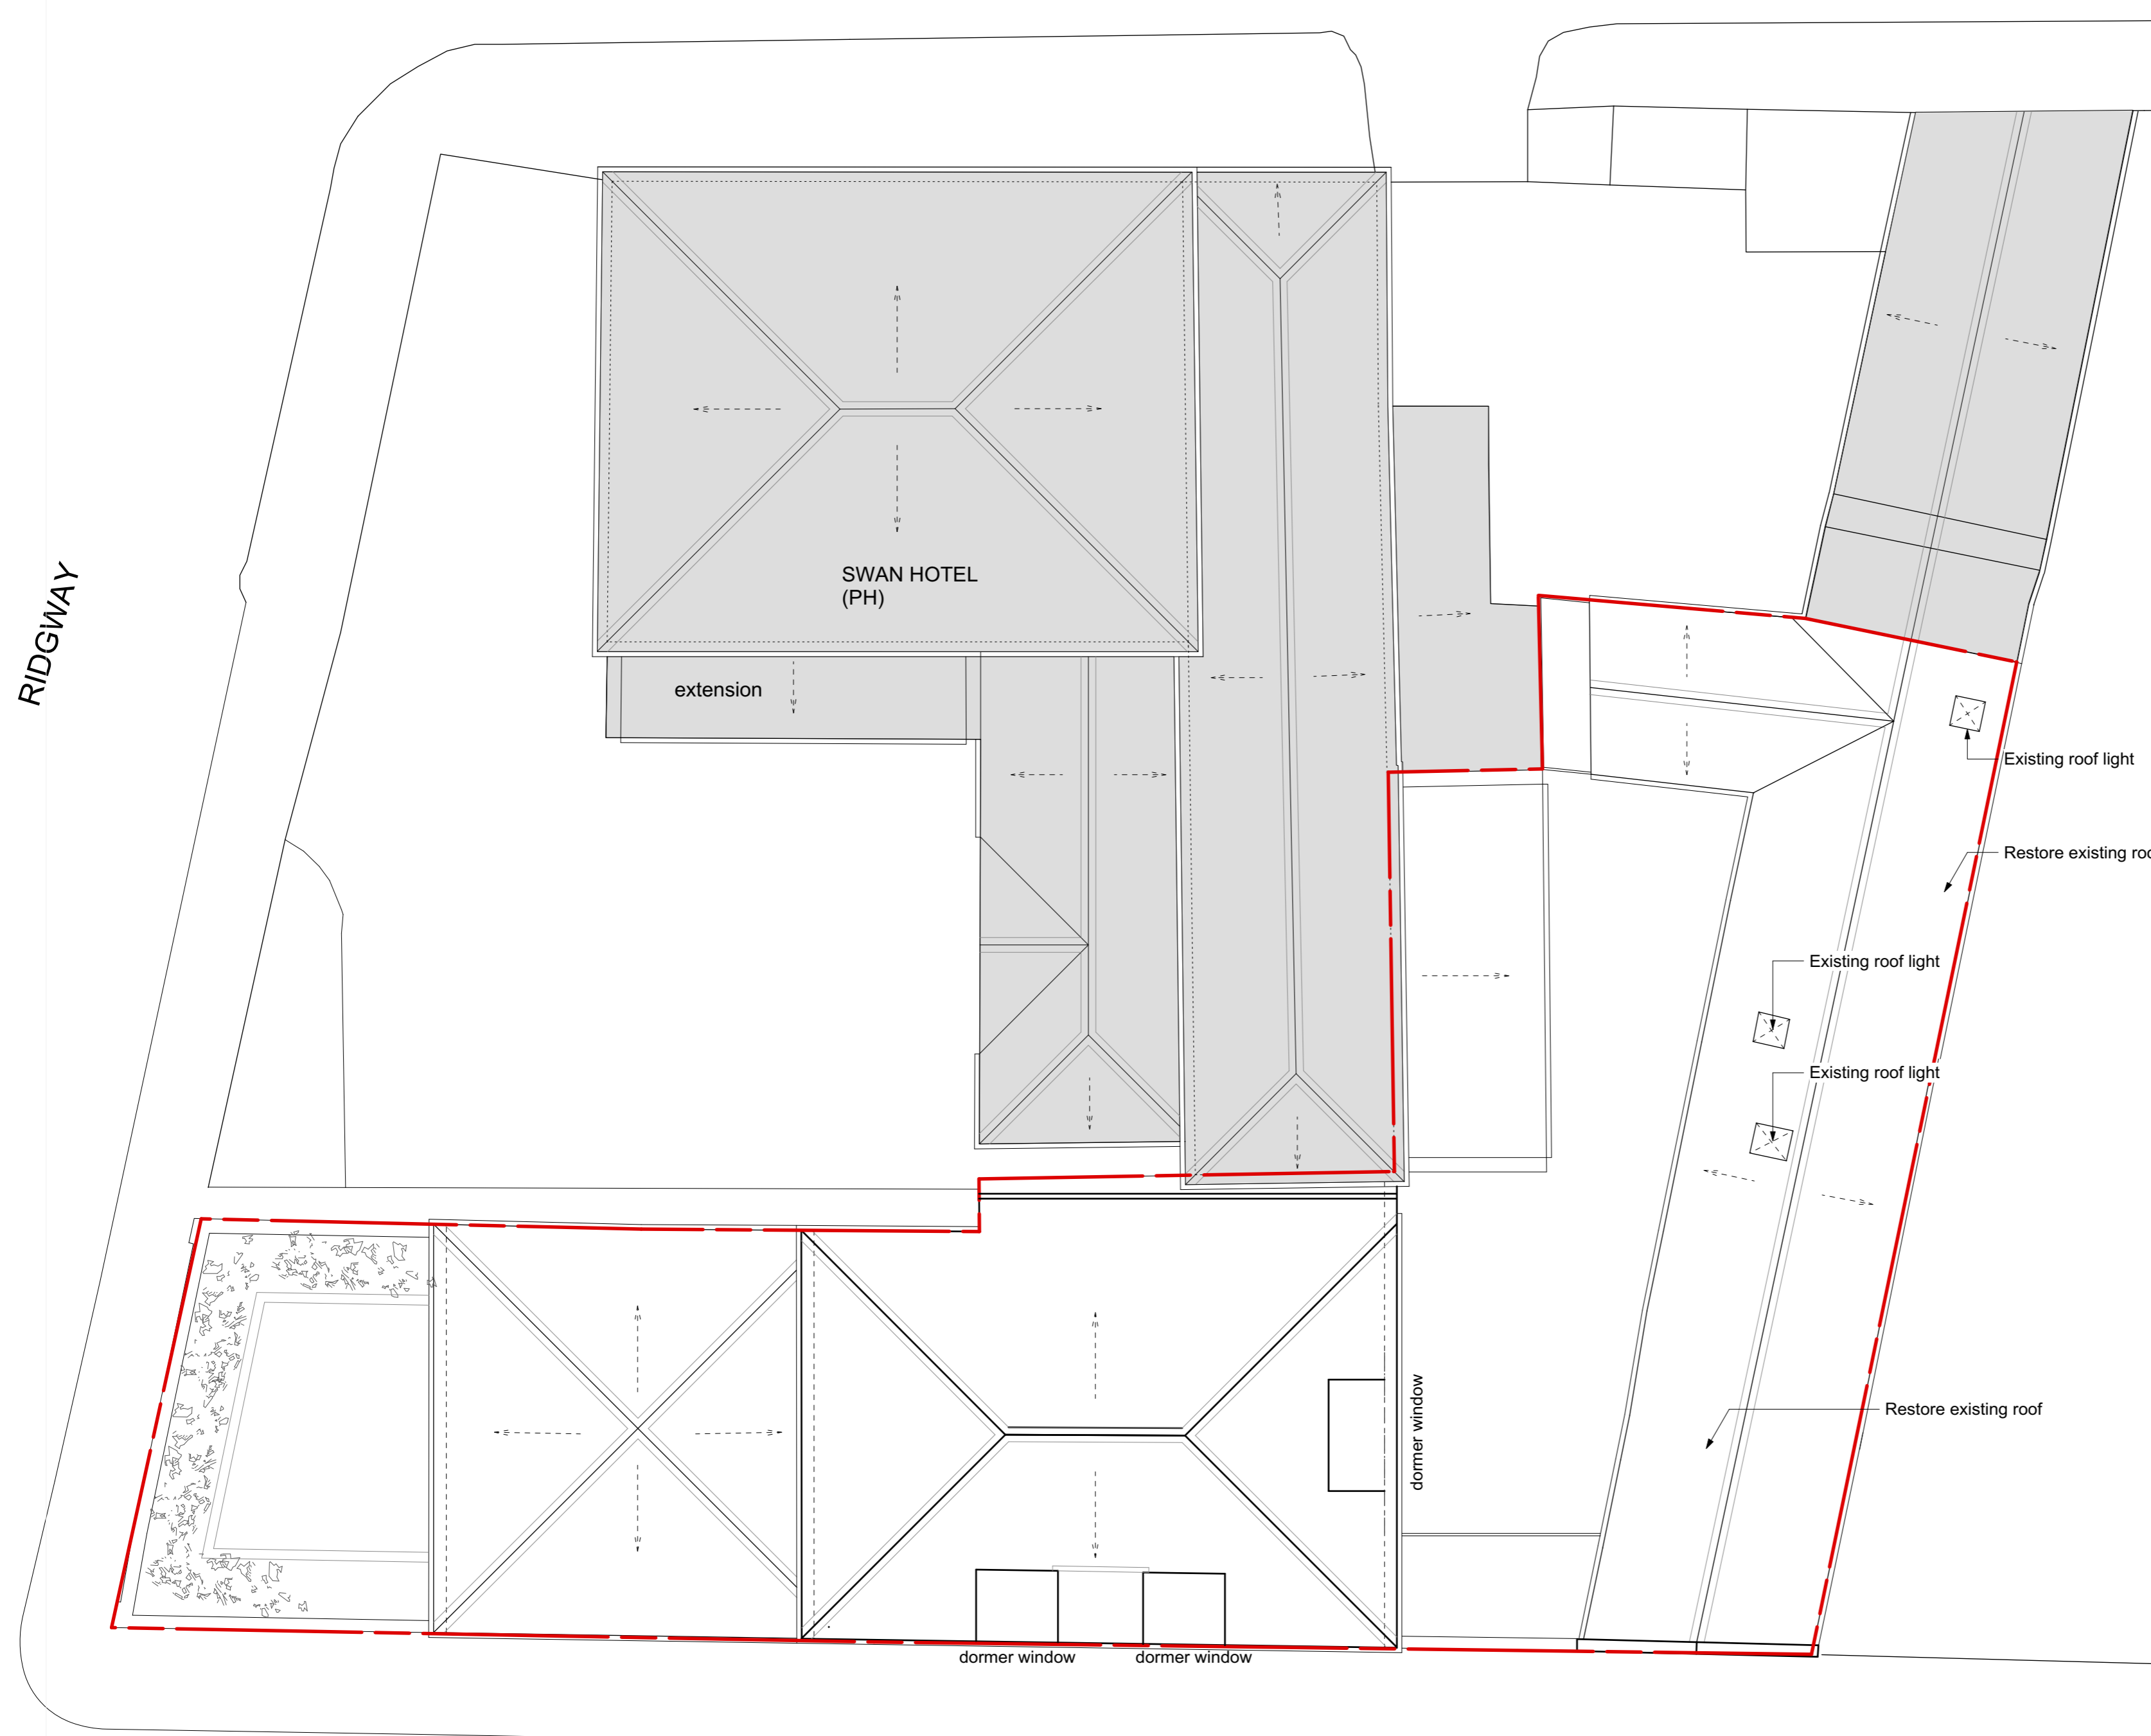 SWAN HOTEL
(PH)
RIDGWAY
extension
Existing roof light
Restore existing
Existing roof light
Existing roof light
dormer window
Restore existing roof
dormer window
dormer window